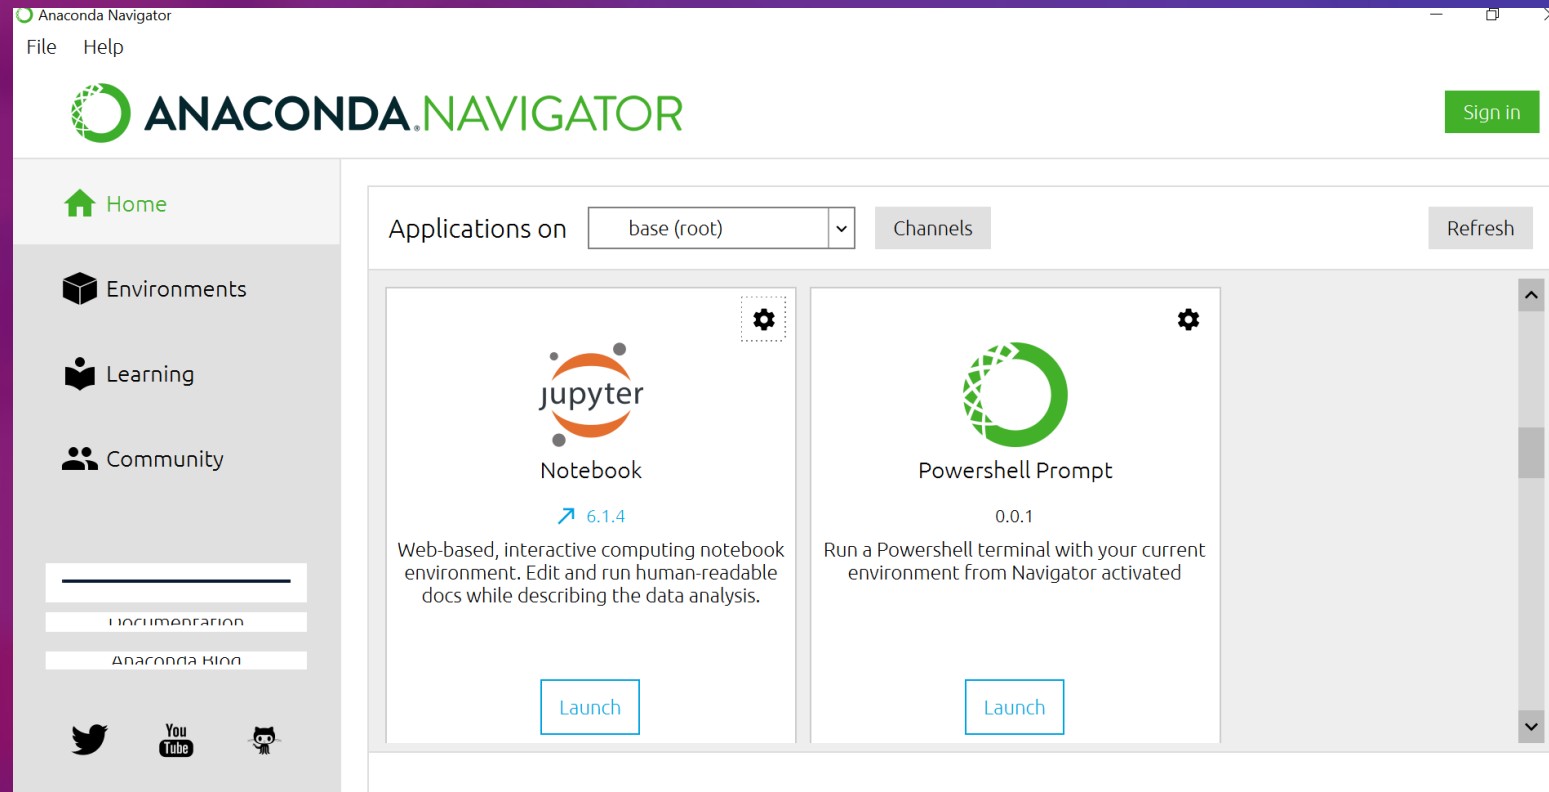 Anaconda Navigator
File Help
ANACONDA.NAVIGATOR
Sign in
Home
Applications on base (root) Channels Refresh
Environments
Learning
Community
Documentation
Anaconda Blog
You
Tube
jupyter
Notebook
6.1.4
Web-based, interactive computing notebook
environment. Edit and run human-readable
docs while describing the data analysis.
Launch
Powershell Prompt
0.0.1
Run a Powershell terminal with your current
environment from Navigator activated
Launch